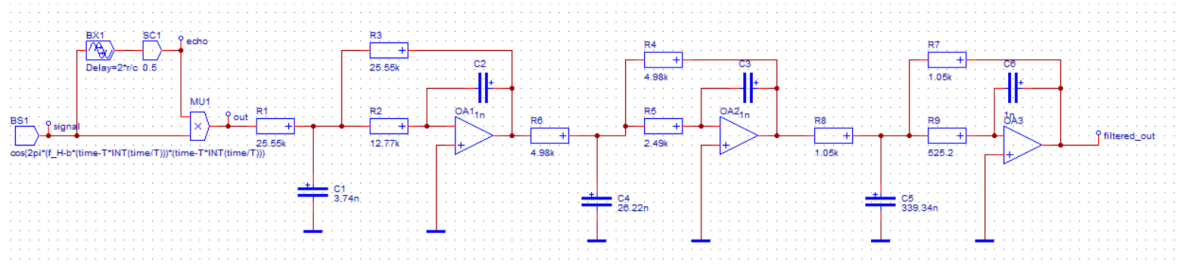 BX1
SC1
echo
Delay=2*r/c 0.5
MU1
BS1
signal
out
cos(2pi*(f_H-b*(time-T*INT(time/T)))*(time-T*INT(time/T)))
R1
25.55k
C1
3.74n
R3
25.55k
R2
12.77k
C2
1n
OA1
R6
4.98k
C4
26.22n
R4
4.98k
R5
2.49k
C3
1n
OA2
R8
1.05k
C5
339.34n
R7
1.05k
R9
525.2
C6
1n
OA3
filtered_out